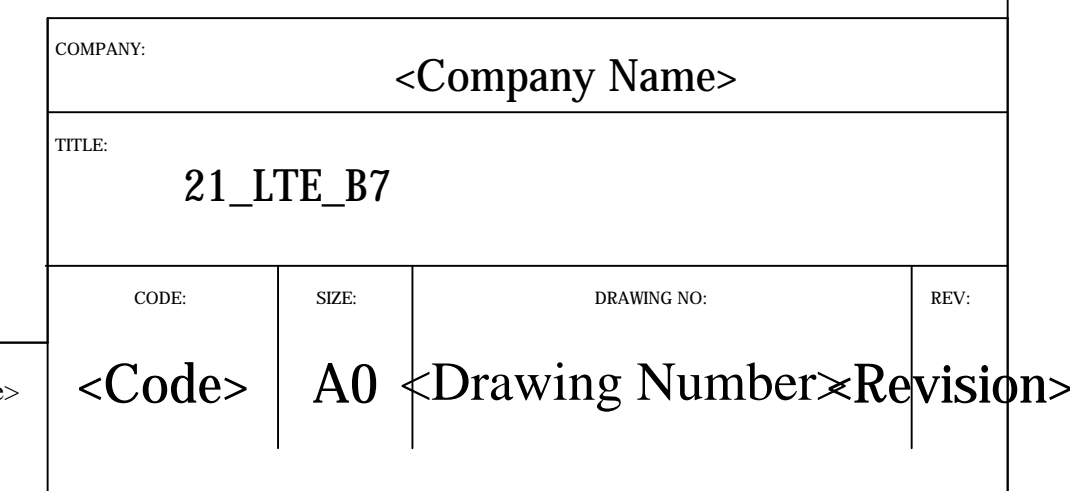 COMPANY:
<Company Name>
TITLE:
21_LTE_B7
CODE: SIZE: DRAWING NO: REV:
<Code> A0 <Drawing Number> <Revision>